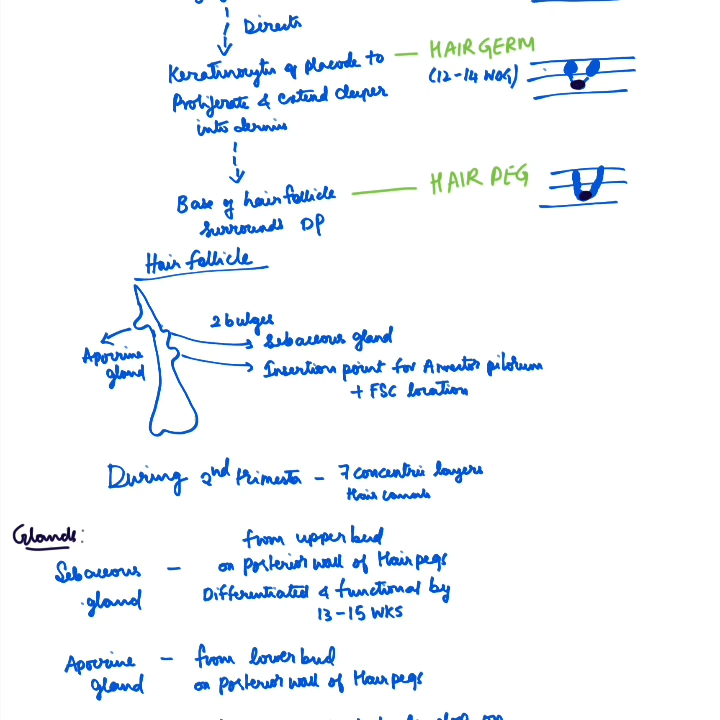 Directs
Keratinocytes of placode to — HAIR GERM
(12-14 WOG)
Proliferate & extend deeper
into dermis
Base of hair follicle — HAIR PEG
surrounds DP
Hair follicle
2 bulges
Sebaceous gland
Apocrine
gland
Insertion point for Arrector pilorum
+ FSC location
During 2nd trimester - 7 concentric layers
Hair canals
Glands:
from upper bud
Sebaceous - on Posterior wall of Hair pegs
gland
Differentiated & functional by
13-15 WKS
Apocrine - from lower bud
gland on Posterior wall of Hair pegs